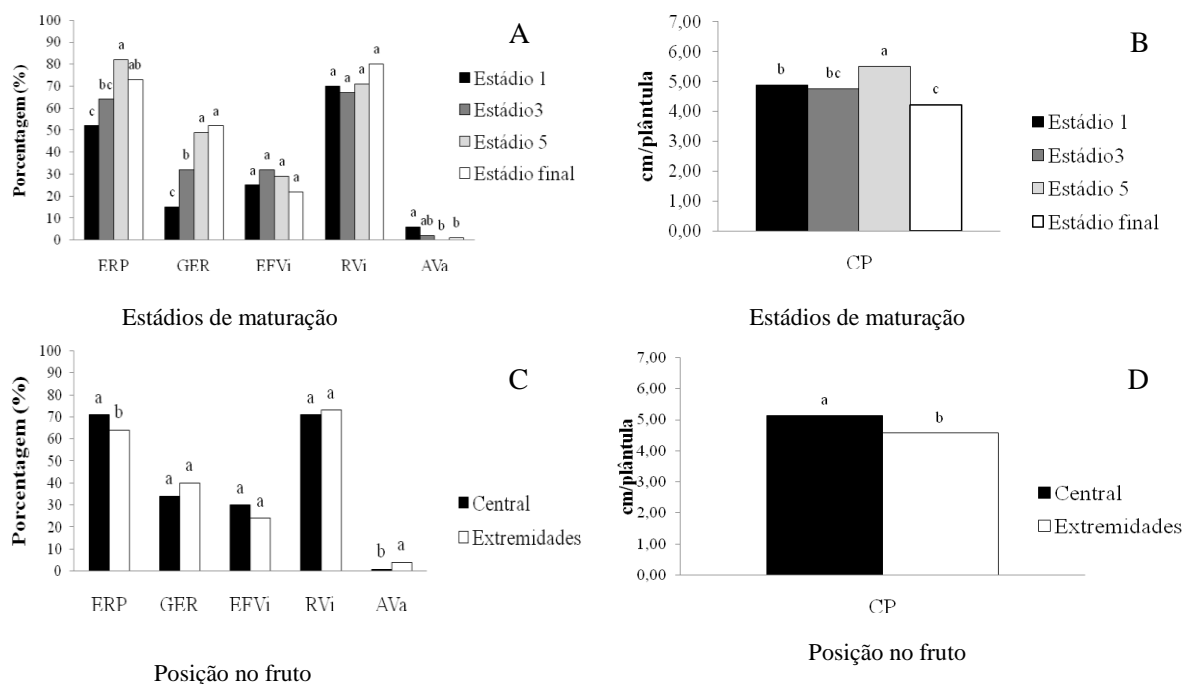 A
Porcentagem (%)
100
90
80
70
60
50
40
30
20
10
0
c bc a ab
c b a a
a a a a
a a a a
a ab b b
ERP GER EFVi RVi AVa
Estádio 1
Estádio3
Estádio 5
Estádio final
Estádios de maturação
B
cm/plântula
7,00
6,00
5,00
4,00
3,00
2,00
1,00
0,00
b bc a c
CP
Estádio 1
Estádio3
Estádio 5
Estádio final
Estádios de maturação
C
Porcentagem (%)
100
90
80
70
60
50
40
30
20
10
0
a b
a a
a a
a a
b a
ERP GER EFVi RVi AVa
Central
Extremidades
Posição no fruto
D
cm/plântula
7,00
6,00
5,00
4,00
3,00
2,00
1,00
0,00
a b
CP
Central
Extremidades
Posição no fruto